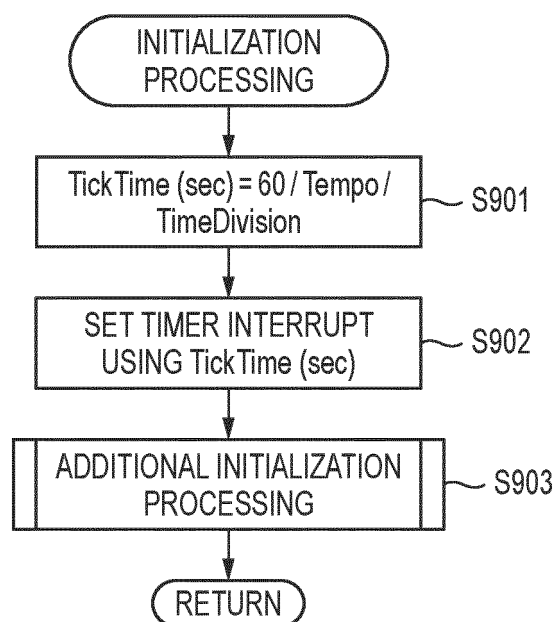 INITIALIZATION
PROCESSING
TickTime (sec) = 60 / Tempo /
TimeDivision
S901
SET TIMER INTERRUPT
USING TickTime (sec)
S902
ADDITIONAL INITIALIZATION
PROCESSING
S903
RETURN